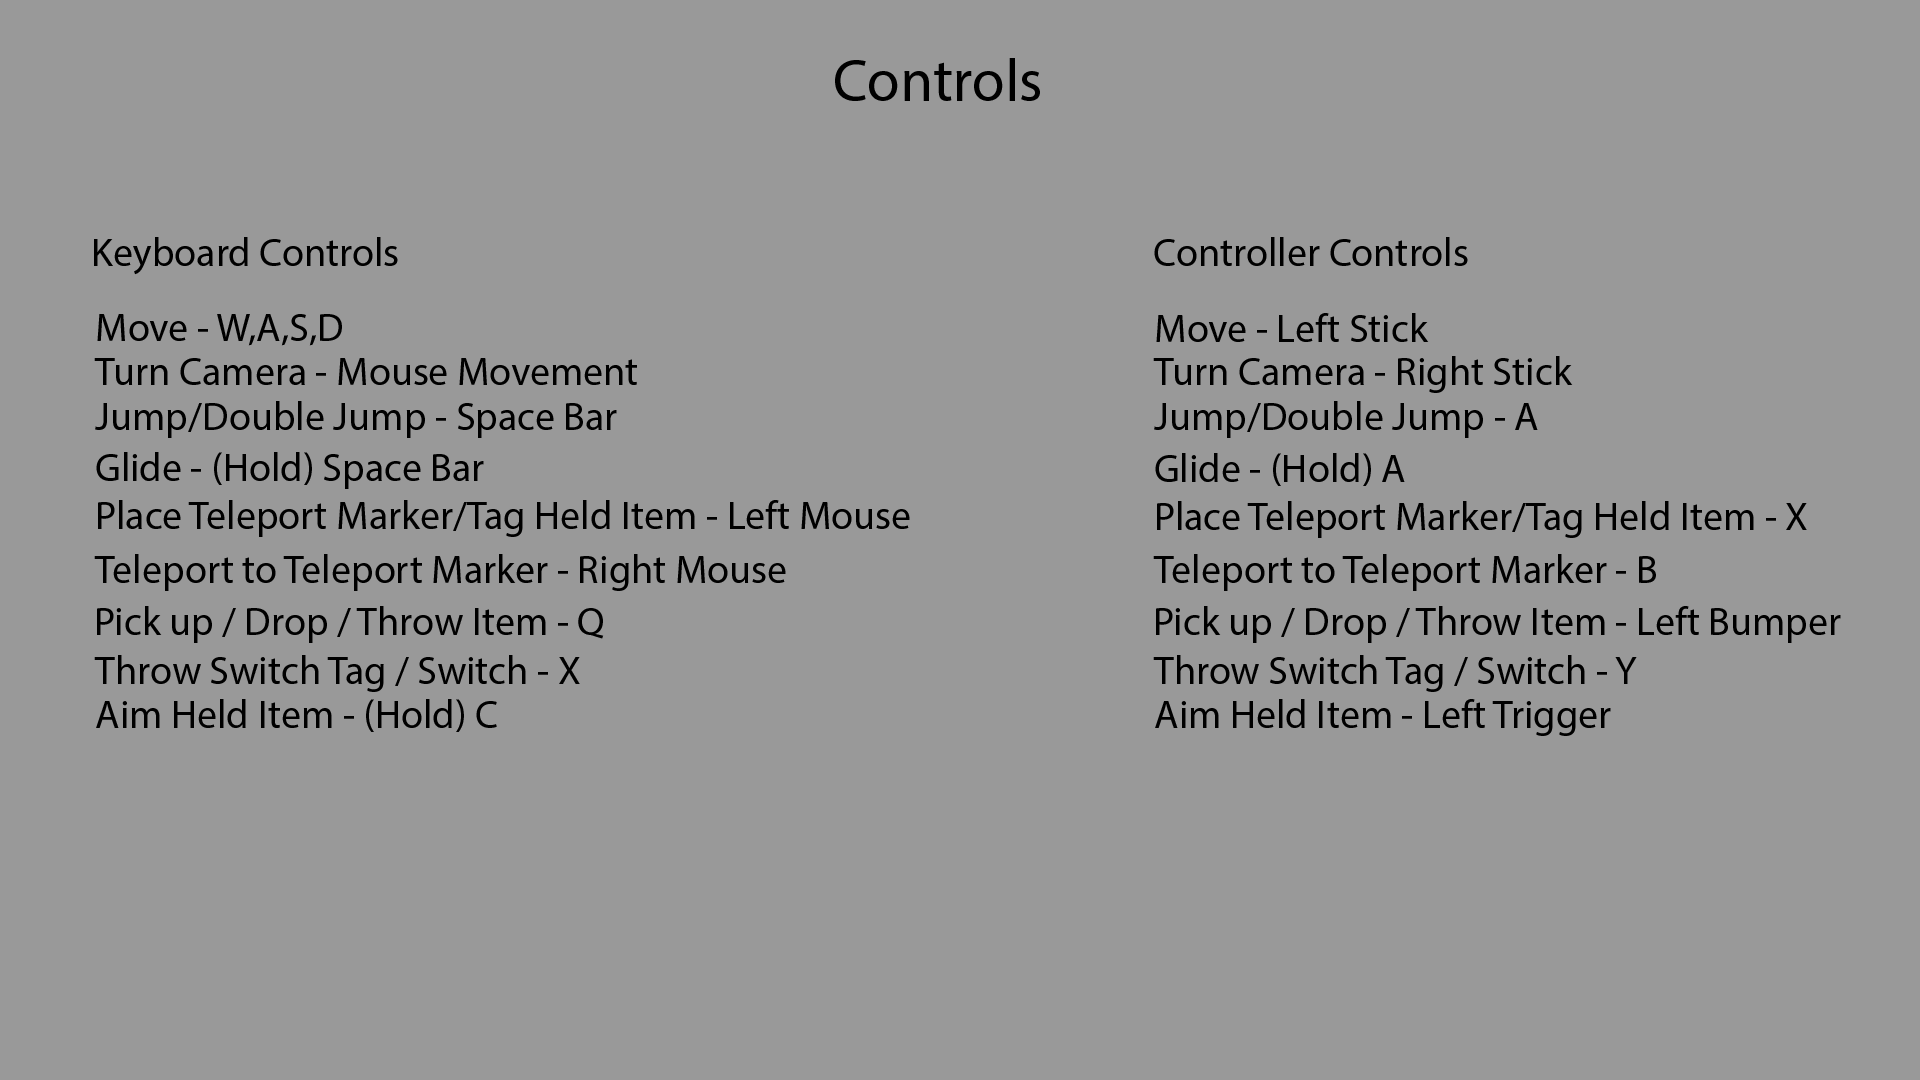 Controls
Keyboard Controls
Move - W,A,S,D
Turn Camera - Mouse Movement
Jump/Double Jump - Space Bar
Glide - (Hold) Space Bar
Place Teleport Marker/Tag Held Item - Left Mouse
Teleport to Teleport Marker - Right Mouse
Pick up / Drop / Throw Item - Q
Throw Switch Tag / Switch - X
Aim Held Item - (Hold) C
Controller Controls
Move - Left Stick
Turn Camera - Right Stick
Jump/Double Jump - A
Glide - (Hold) A
Place Teleport Marker/Tag Held Item - X
Teleport to Teleport Marker - B
Pick up / Drop / Throw Item - Left Bumper
Throw Switch Tag / Switch - Y
Aim Held Item - Left Trigger